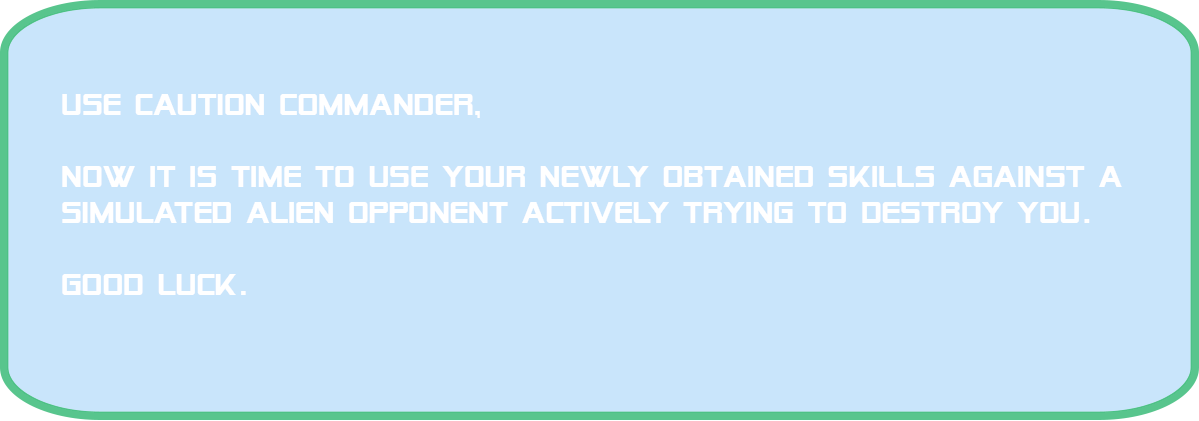 USE CAUTION COMMANDER,
NOW IT IS TIME TO USE YOUR NEWLY OBTAINED SKILLS AGAINST A
SIMULATED ALIEN OPPONENT ACTIVELY TRYING TO DESTROY YOU.
GOOD LUCK.